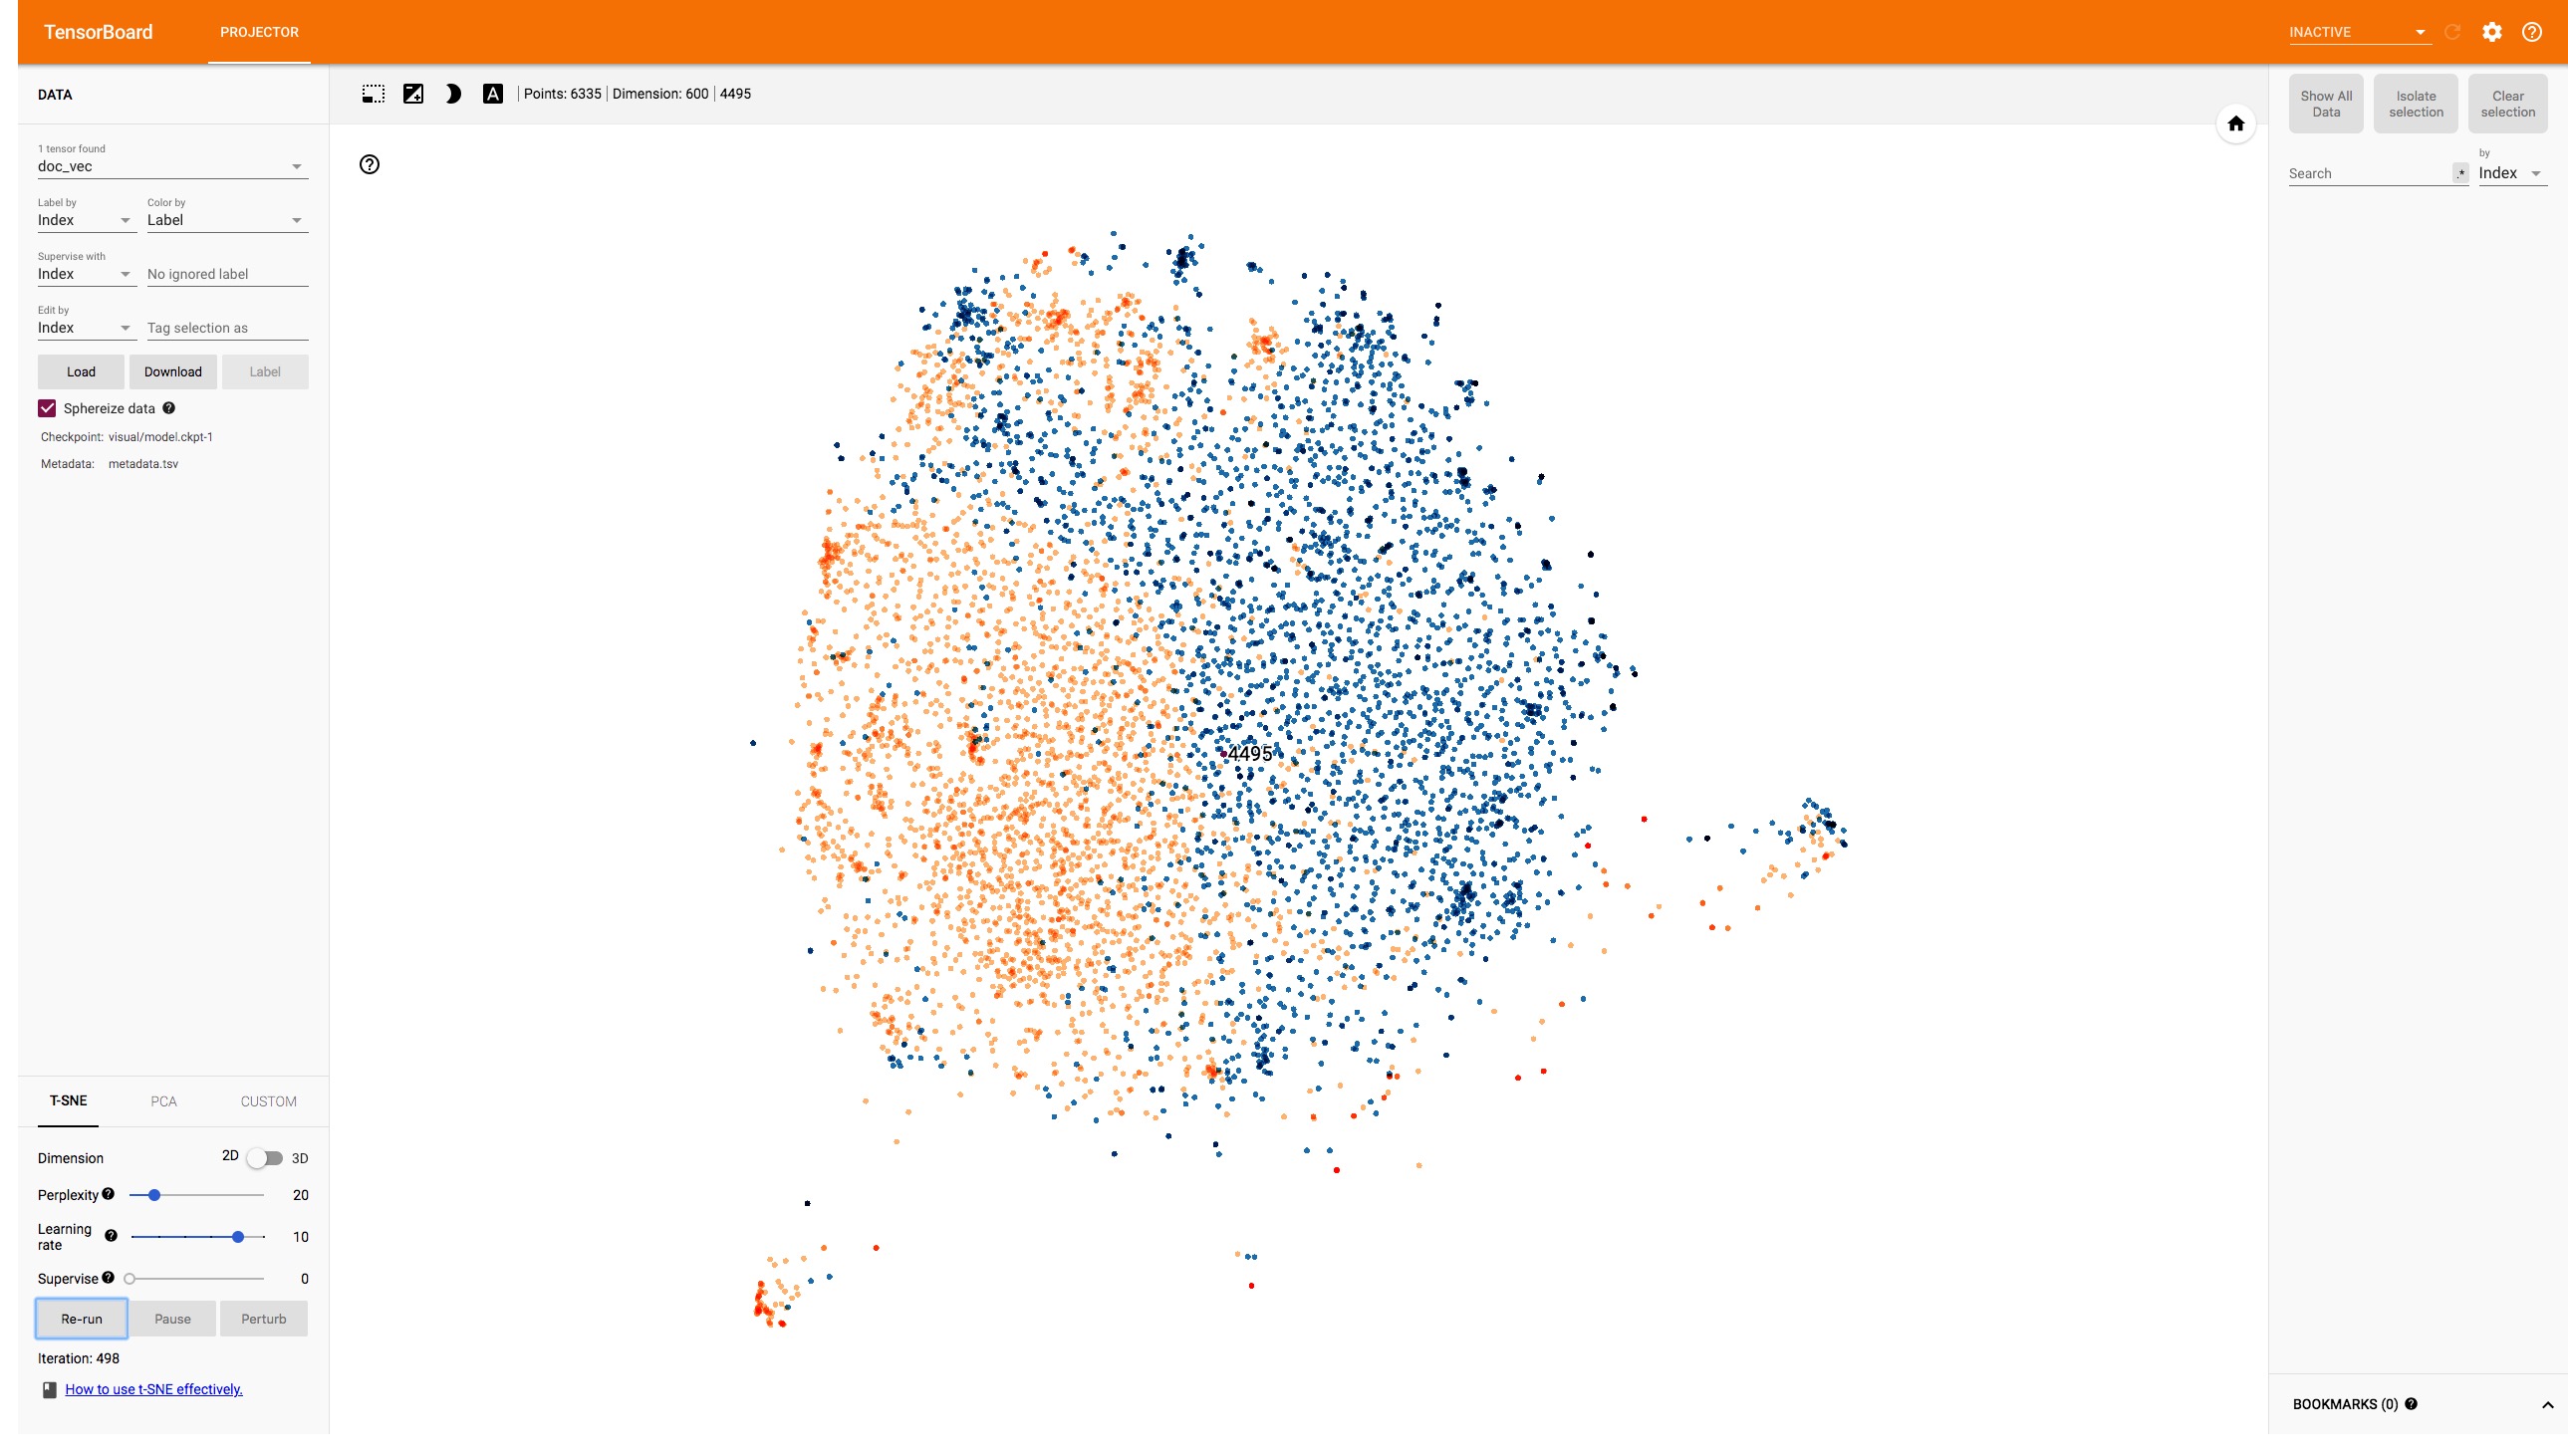 TensorBoard
PROJECTOR
INACTIVE
DATA
Points: 6335 | Dimension: 600 | 4495
Show All Data
Isolate selection
Clear selection
1 tensor found
doc_vec
Search
.*
by
Index
Label by
Index
Color by
Label
Supervise with
Index
No ignored label
Edit by
Index
Tag selection as
Load
Download
Label
Sphereize data
Checkpoint: visual/model.ckpt-1
Metadata: metadata.tsv
4495
T-SNE
PCA
CUSTOM
Dimension
2D
3D
Perplexity
20
Learning
rate
10
Supervise
0
Re-run
Pause
Perturb
Iteration: 498
How to use t-SNE effectively.
BOOKMARKS (0)